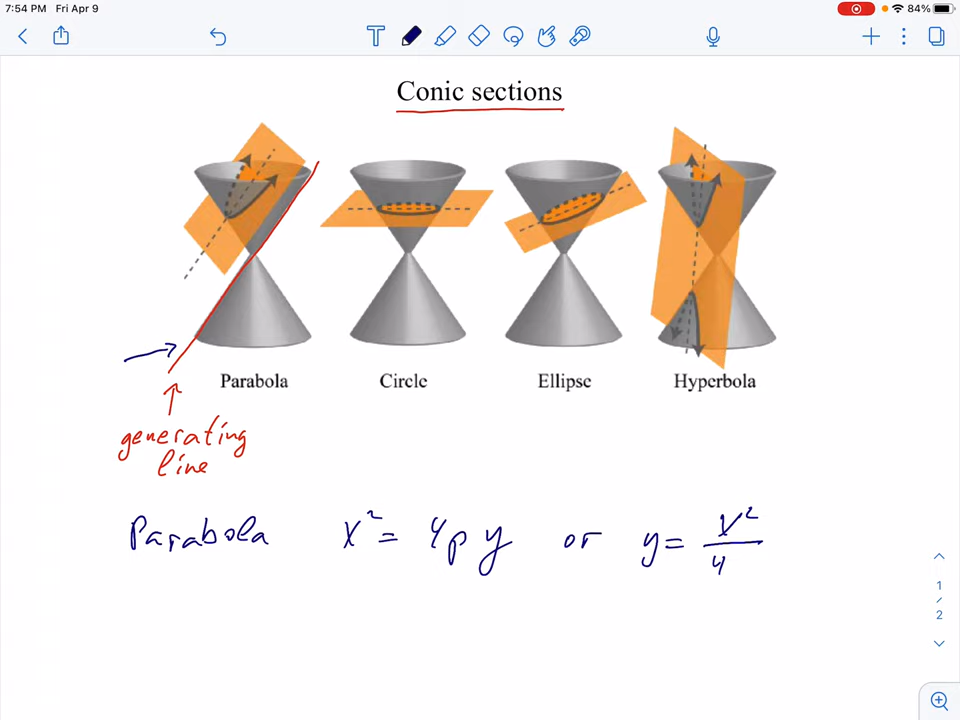 7:54 PM Fri Apr 9 84%
T
Conic sections
Parabola Circle Ellipse Hyperbola
generating
line
Parabola x² = 4py or y = x²/4
1
/
2